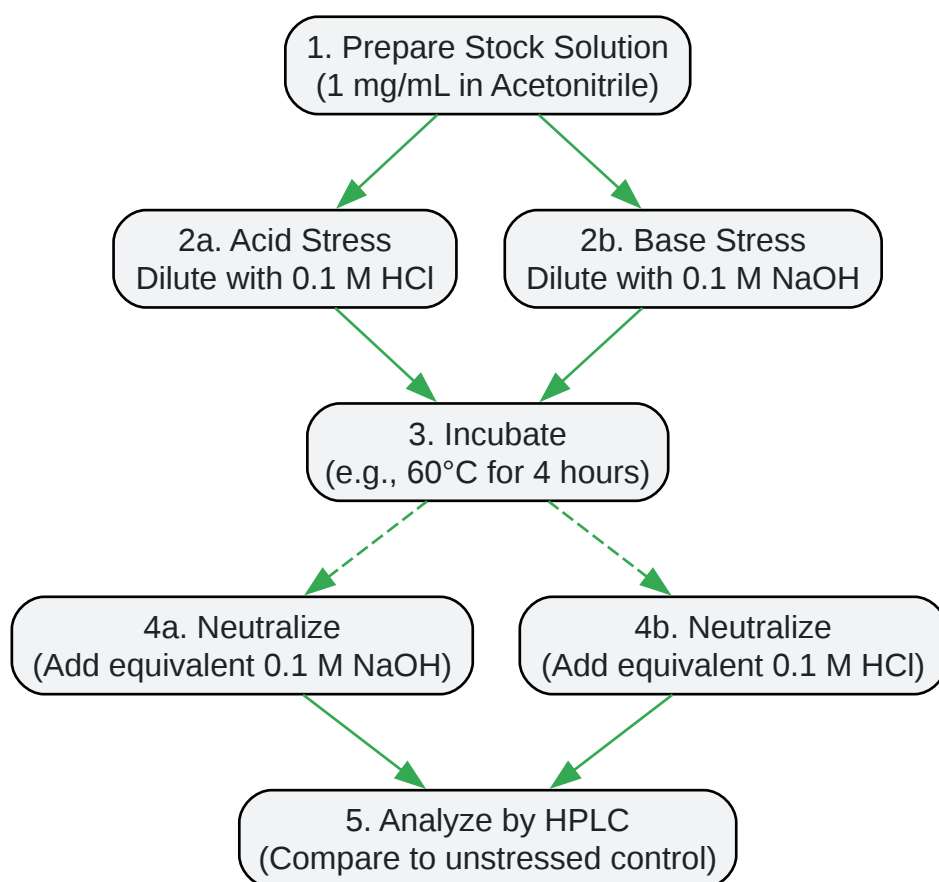 1. Prepare Stock Solution
(1 mg/mL in Acetonitrile)
2a. Acid Stress
Dilute with 0.1 M HCl
2b. Base Stress
Dilute with 0.1 M NaOH
3. Incubate
(e.g., 60°C for 4 hours)
4a. Neutralize
(Add equivalent 0.1 M NaOH)
4b. Neutralize
(Add equivalent 0.1 M HCl)
5. Analyze by HPLC
(Compare to unstressed control)